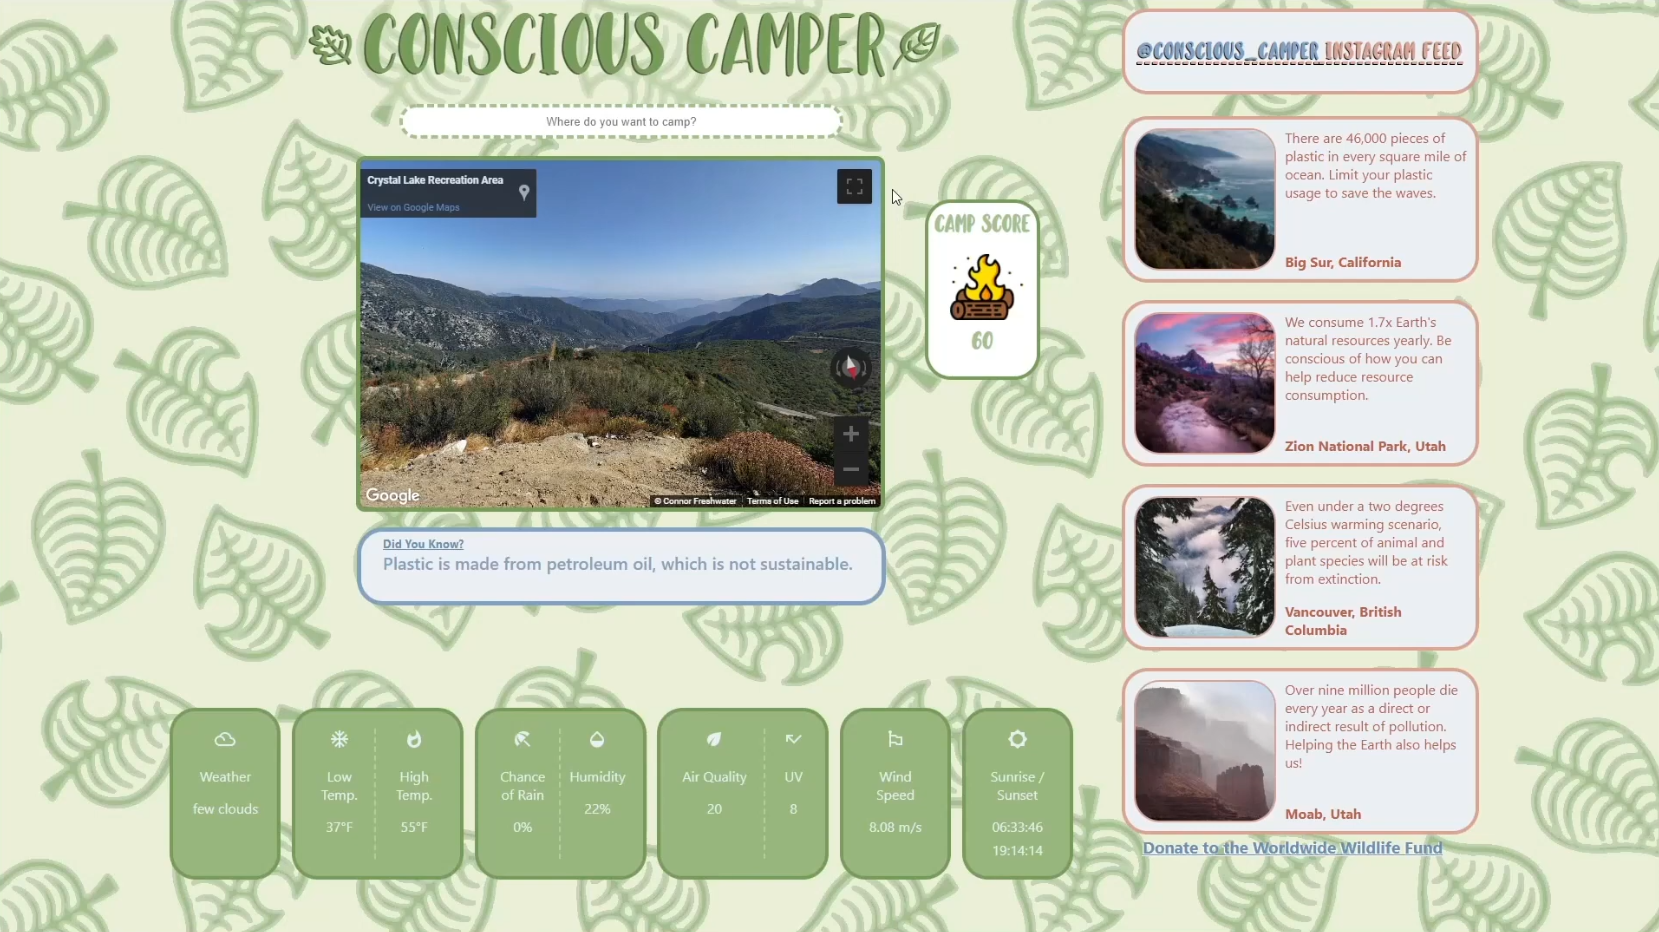 CONSCIOUS CAMPER
Where do you want to camp?
Crystal Lake Recreation Area
View on Google Maps
Google
© Connor Freshwater
Terms of Use
Report a problem
CAMP SCORE
60
Did You Know?
Plastic is made from petroleum oil, which is not sustainable.
Weather
few clouds
Low
Temp.
37°F
High
Temp.
55°F
Chance
of Rain
0%
Humidity
22%
Air Quality
20
UV
8
Wind
Speed
8.08 m/s
Sunrise /
Sunset
06:33:46
19:14:14
@CONSCIOUS_CAMPER INSTAGRAM FEED
There are 46,000 pieces of
plastic in every square mile of
ocean. Limit your plastic
usage to save the waves.
Big Sur, California
We consume 1.7x Earth's
natural resources yearly. Be
conscious of how you can
help reduce resource
consumption.
Zion National Park, Utah
Even under a two degrees
Celsius warming scenario,
five percent of animal and
plant species will be at risk
from extinction.
Vancouver, British
Columbia
Over nine million people die
every year as a direct or
indirect result of pollution.
Helping the Earth also helps
us!
Moab, Utah
Donate to the Worldwide Wildlife Fund